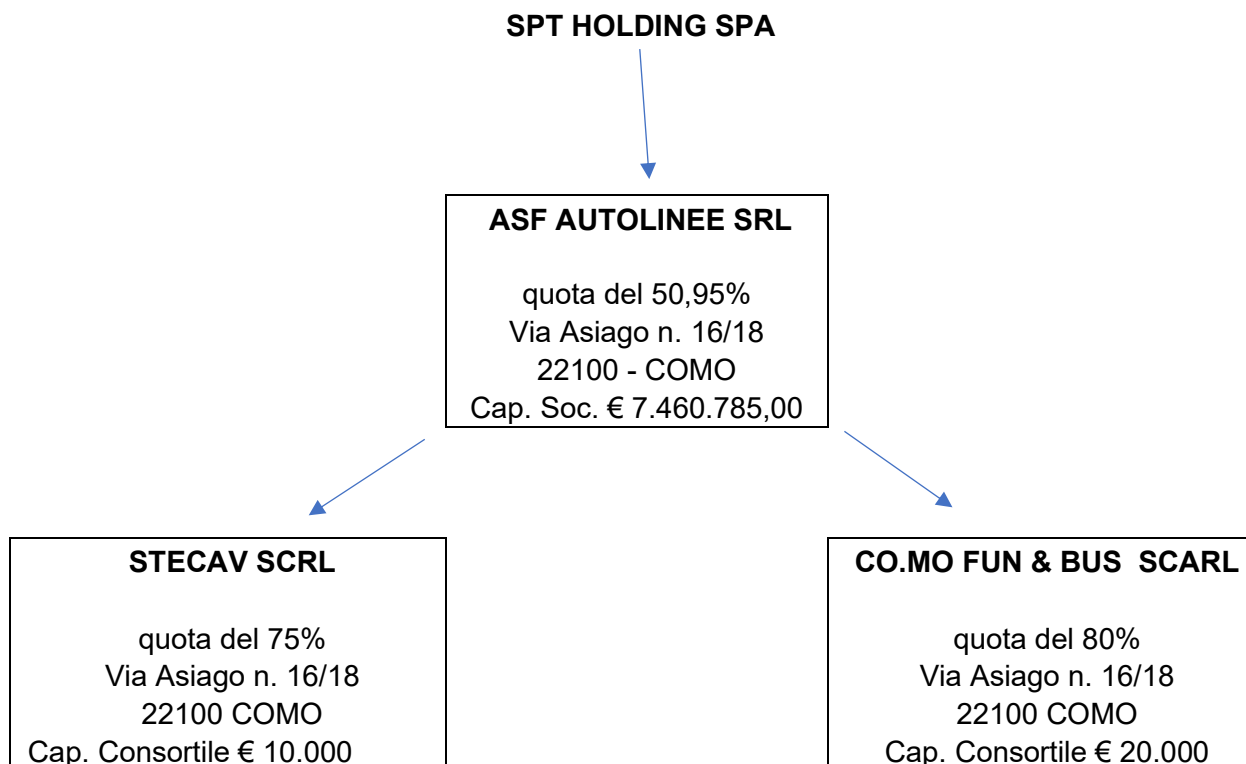 SPT HOLDING SPA
ASF AUTOLINEE SRL
quota del 50,95%
Via Asiago n. 16/18
22100 - COMO
Cap. Soc. € 7.460.785,00
STECAV SCRL
quota del 75%
Via Asiago n. 16/18
22100 COMO
Cap. Consortile € 10.000
CO.MO FUN & BUS  SCARL
quota del 80%
Via Asiago n. 16/18
22100 COMO
Cap. Consortile € 20.000